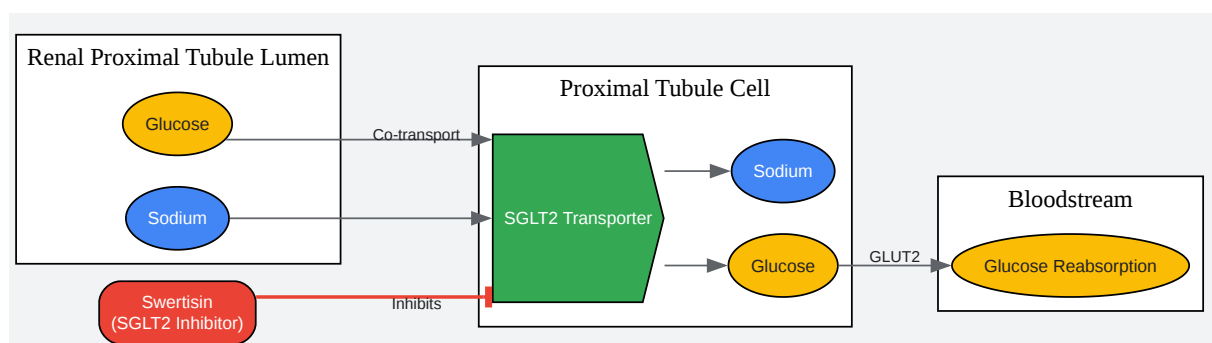 Renal Proximal Tubule Lumen
Glucose
Sodium
Swertisin
(SGLT2 Inhibitor)
Co-transport
Inhibits
Proximal Tubule Cell
SGLT2 Transporter
Sodium
Glucose
GLUT2
Bloodstream
Glucose Reabsorption